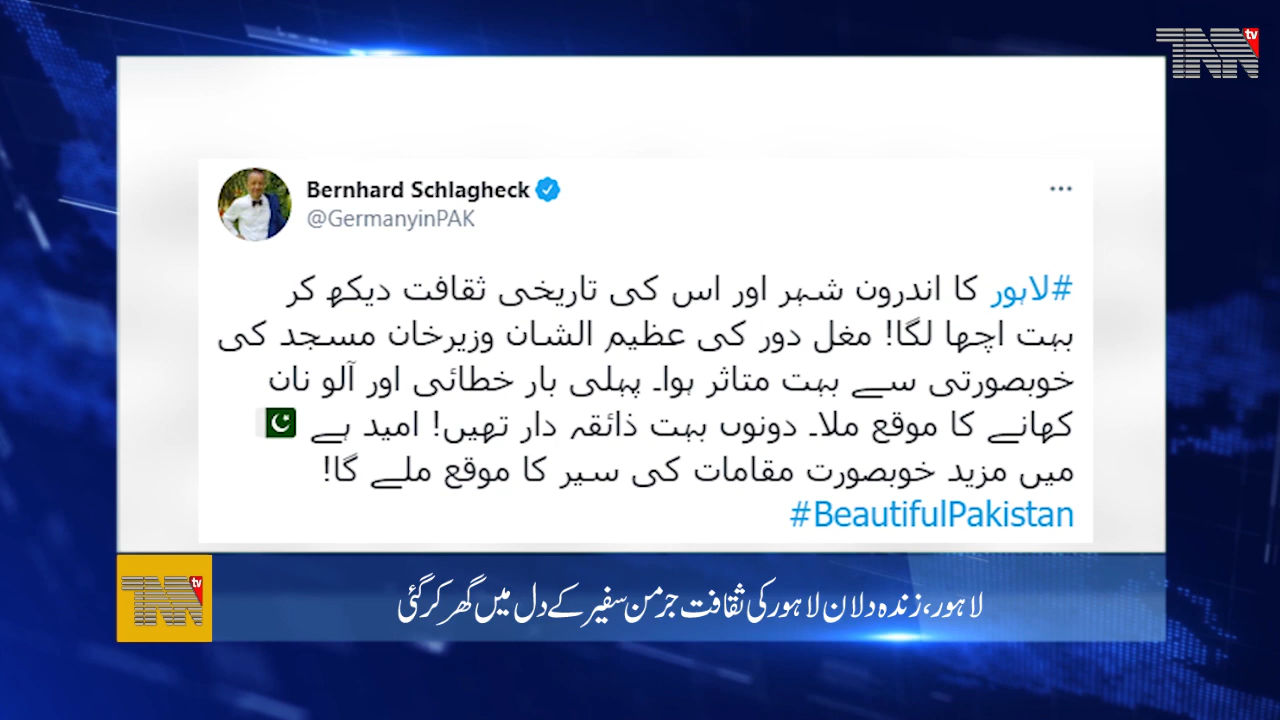 TNN tv
Bernhard Schlagheck
@GermanyinPAK
#لاہور کا اندرون شہر اور اس کی تاریخی ثقافت دیکھ کر
بہت اچھا لگا! مغل دور کی عظیم الشان وزیرخان مسجد کی
خوبصورتی سے بہت متاثر ہوا۔ پہلی بار خطائی اور آلو نان
کھانے کا موقع ملا۔ دونوں بہت ذائقہ دار تھیں! امید ہے 🇵🇰
میں مزید خوبصورت مقامات کی سیر کا موقع ملے گا!
#BeautifulPakistan
TNN tv
لاہور، زندہ دلان لاہور کی ثقافت جرمن سفیر کے دل میں گھر کر گئی